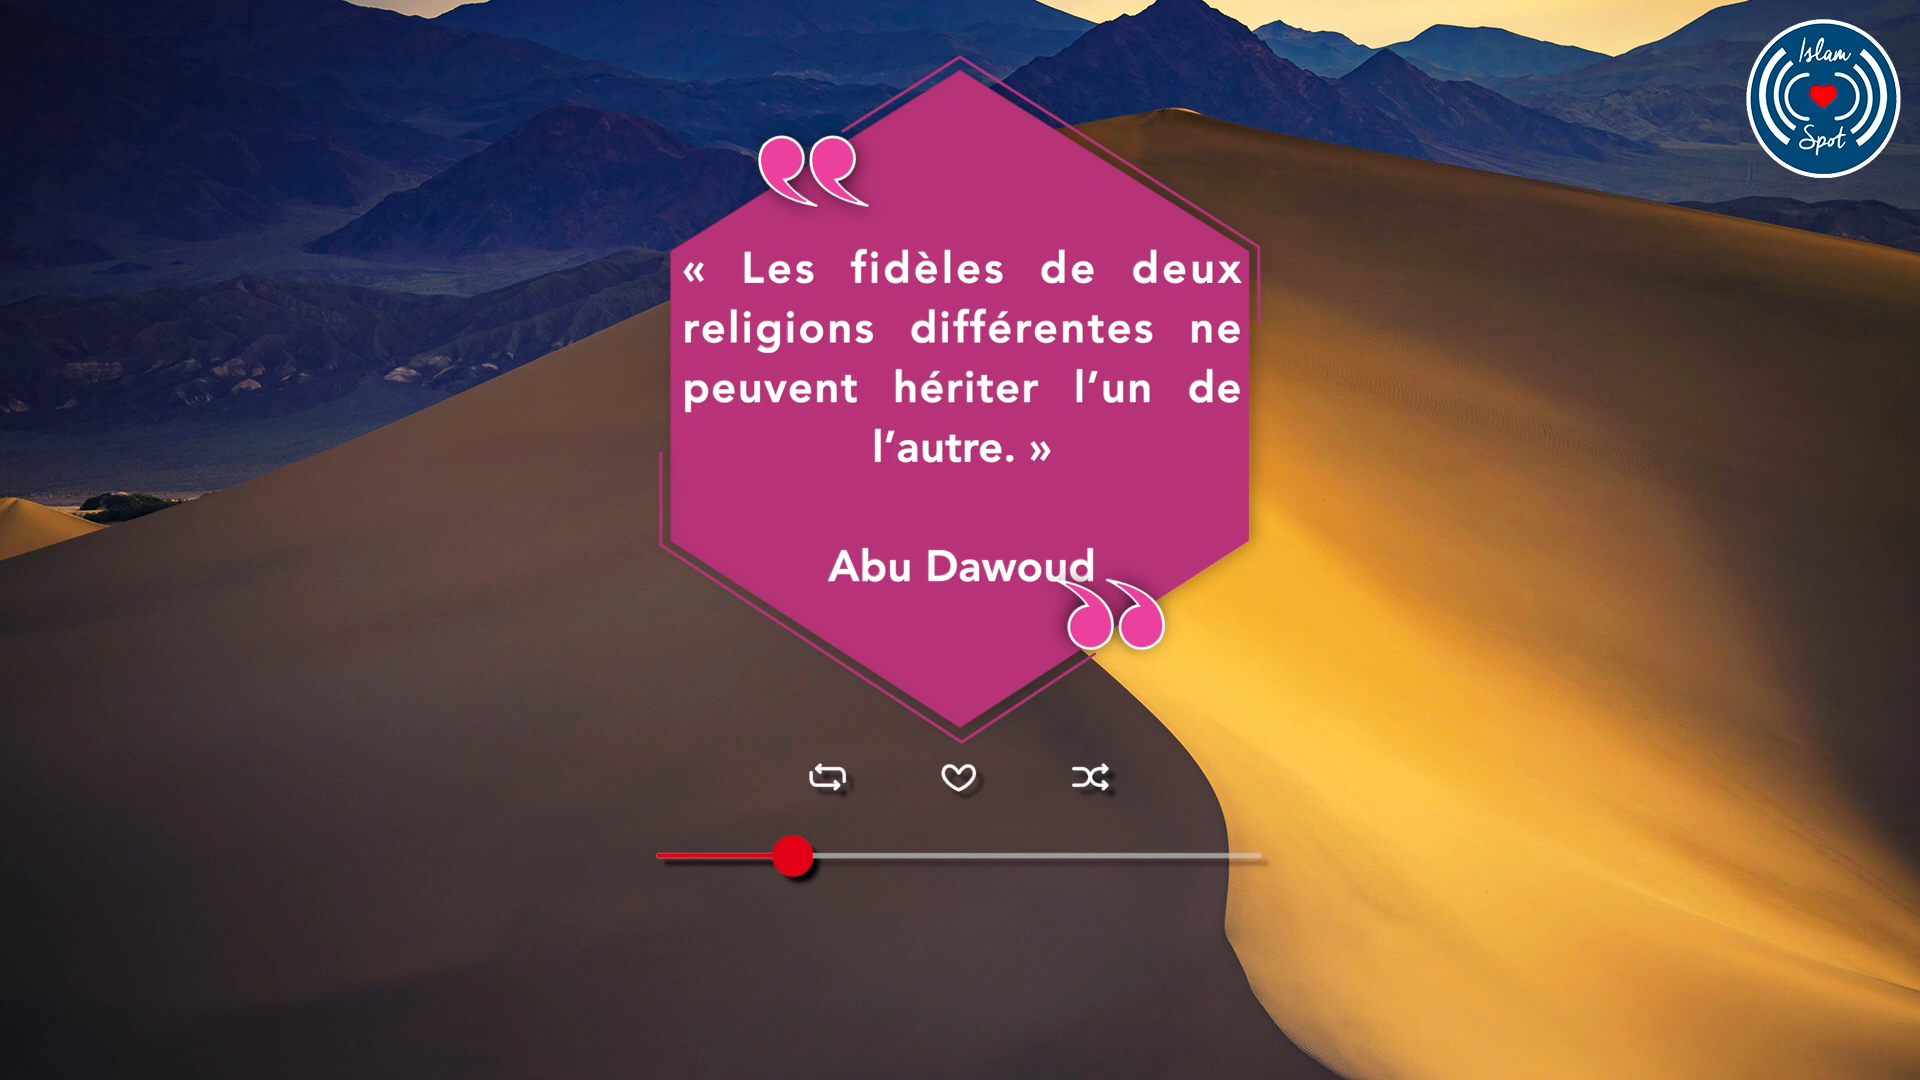 Islam
Spot
« Les fidèles de deux
religions différentes ne
peuvent hériter l’un de
l’autre. »
Abu Dawoud